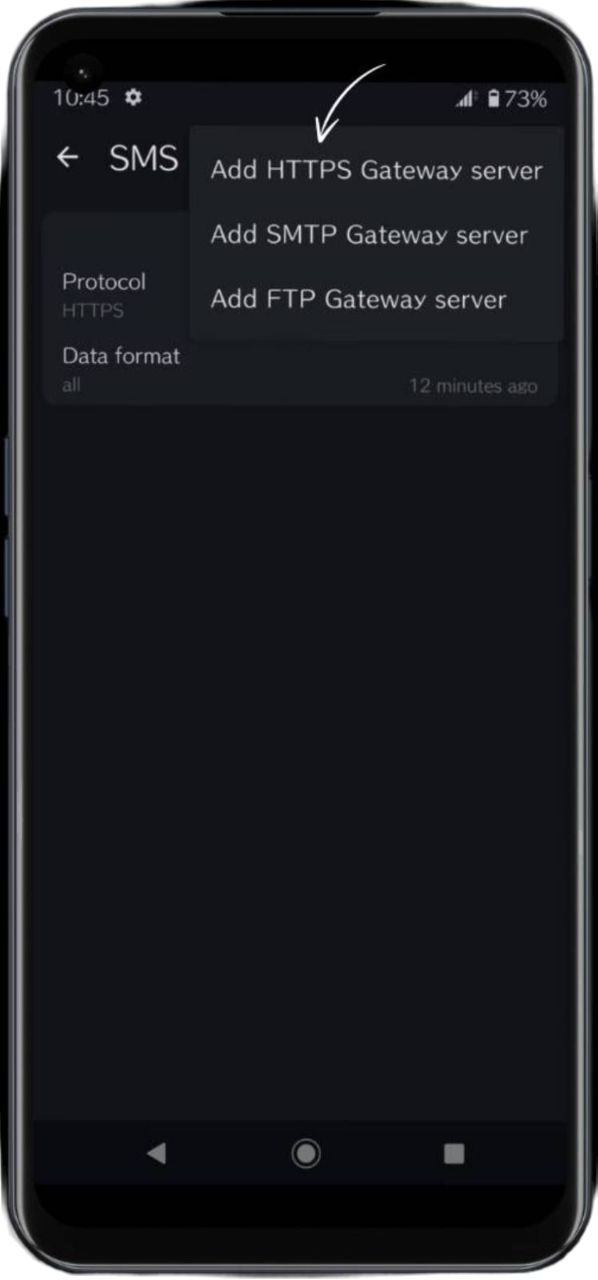 10:45
73%
SMS
Add HTTPS Gateway server
Add SMTP Gateway server
Add FTP Gateway server
Protocol
HTTPS
Data format
all
12 minutes ago